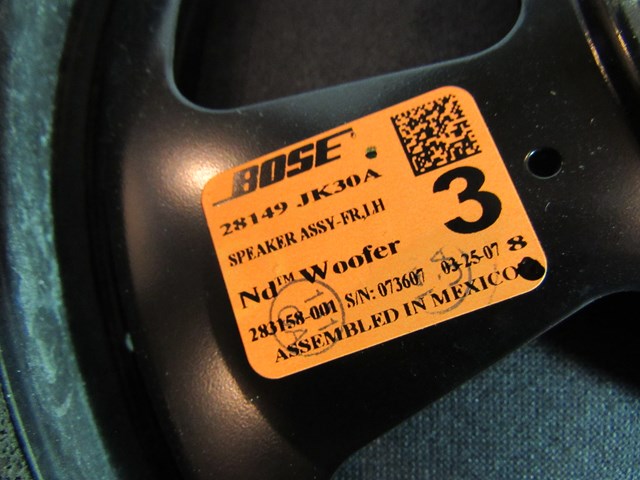 BOSE
28149 JK30A
SPEAKER ASSY-FR,LH
3
Nd™ Woofer
283158-001 S/N: 073607 03-25-07 8
ASSEMBLED IN MEXICO